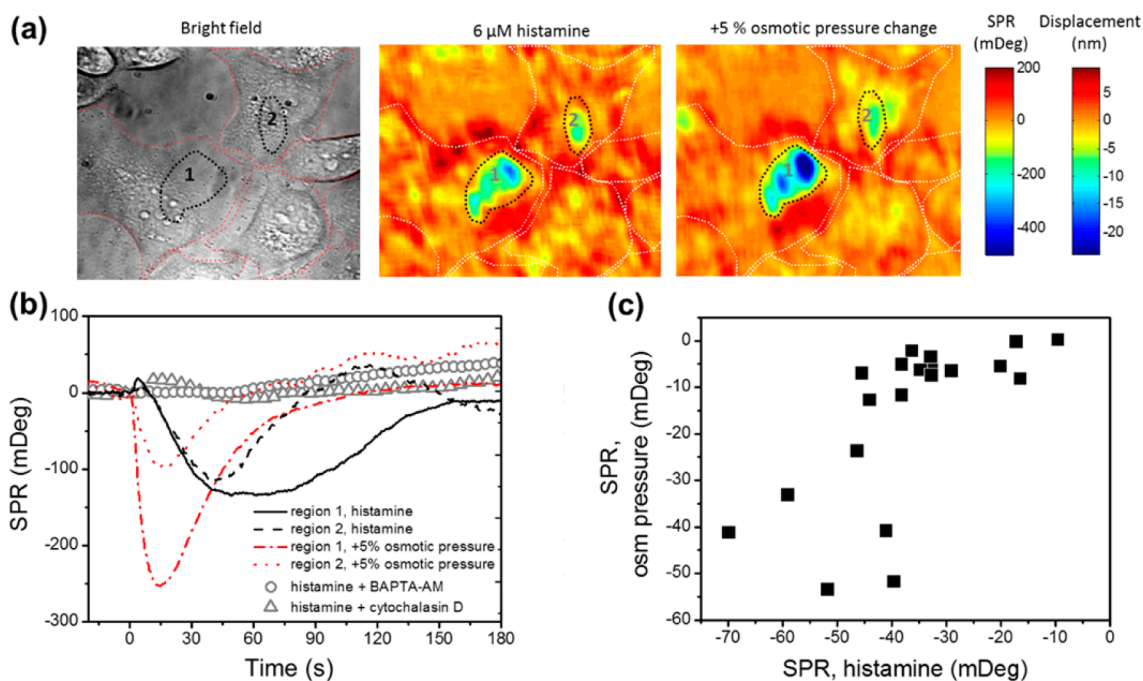 (a)
Bright field
6 µM histamine
+5 % osmotic pressure change
SPR
(mDeg)
Displacement
(nm)
1
2
1
2
1
2
200
0
-200
-400
5
0
-5
-10
-15
-20
(b)
SPR (mDeg)
100
0
-100
-200
-300
region 1, histamine
region 2, histamine
region 1, +5% osmotic pressure
region 2, +5% osmotic pressure
histamine + BAPTA-AM
histamine + cytochalasin D
0 30 60 90 120 150 180
Time (s)
(c)
SPR,
osm pressure (mDeg)
0
-10
-20
-30
-40
-50
-60
-70 -60 -50 -40 -30 -20 -10 0
SPR, histamine (mDeg)